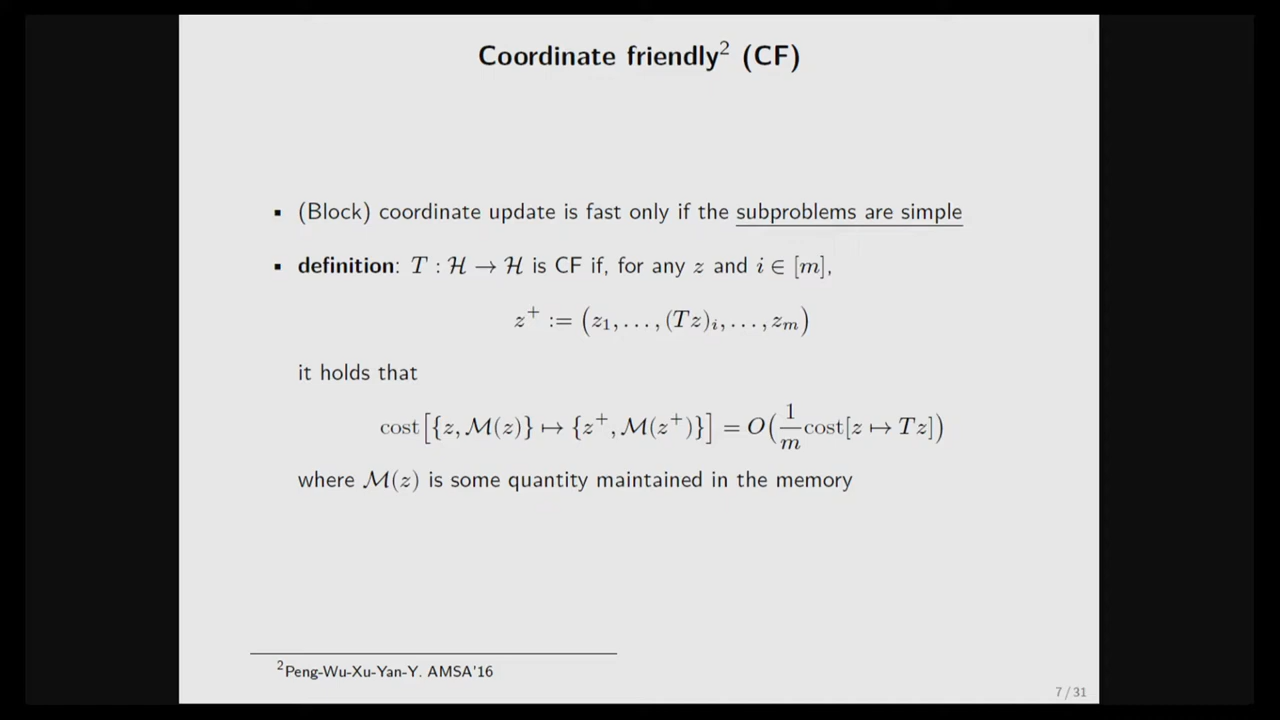 Coordinate friendly² (CF)
▪ (Block) coordinate update is fast only if the subproblems are simple
▪ definition: T : ℋ → ℋ is CF if, for any z and i ∈ [m],
z⁺ := (z₁, . . . , (Tz)ᵢ, . . . , zₘ)
it holds that
cost[{z, ℳ(z)} ↦ {z⁺, ℳ(z⁺)}] = O(1/m cost[z ↦ Tz])
where ℳ(z) is some quantity maintained in the memory
²Peng-Wu-Xu-Yan-Y. AMSA'16
7 / 31